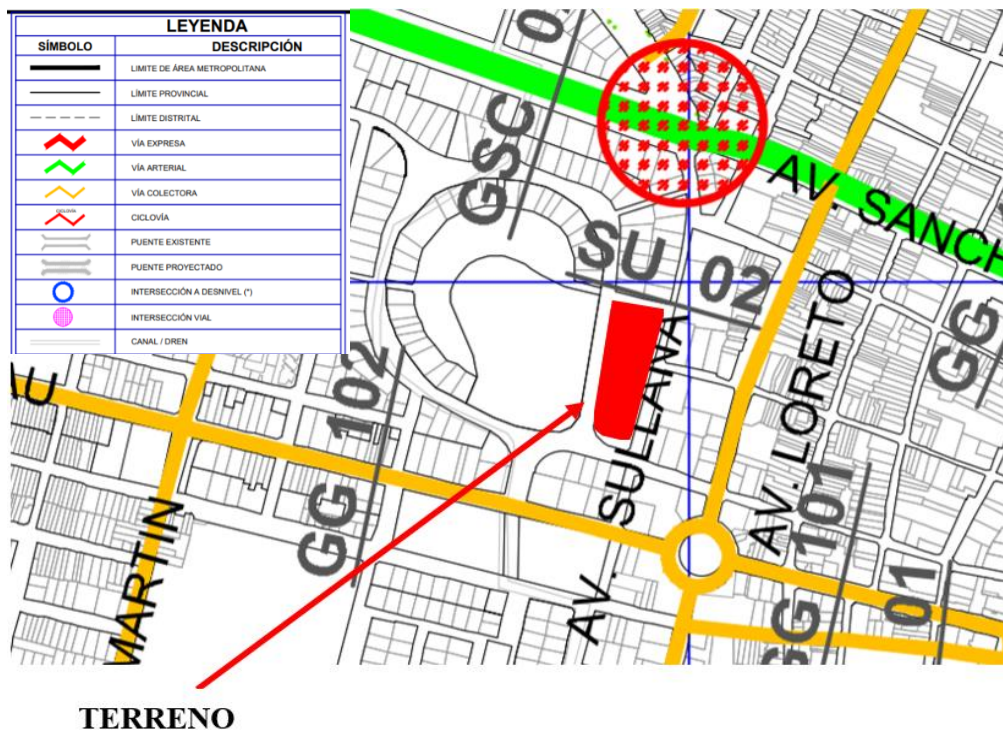 LEYENDA
SÍMBOLO DESCRIPCIÓN
LIMITE DE ÁREA METROPOLITANA
LÍMITE PROVINCIAL
LÍMITE DISTRITAL
VÍA EXPRESA
VÍA ARTERIAL
VÍA COLECTORA
CICLOVÍA CICLOVÍA
PUENTE EXISTENTE
PUENTE PROYECTADO
INTERSECCIÓN A DESNIVEL (*)
INTERSECCIÓN VIAL
CANAL / DREN
GSC
SU 02
AV. SANCH
GG
AV. LORETO
AV. SULLANA
AU
GG 102
MARTIN
GG 101
01
TERRENO